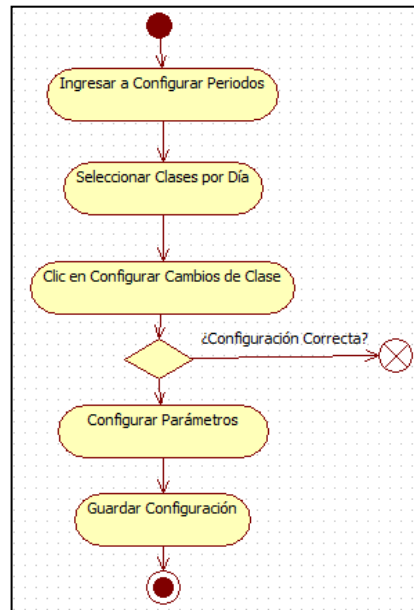 Ingresar a Configurar Periodos
Seleccionar Clases por Día
Clic en Configurar Cambios de Clase
¿Configuración Correcta?
Configurar Parámetros
Guardar Configuración